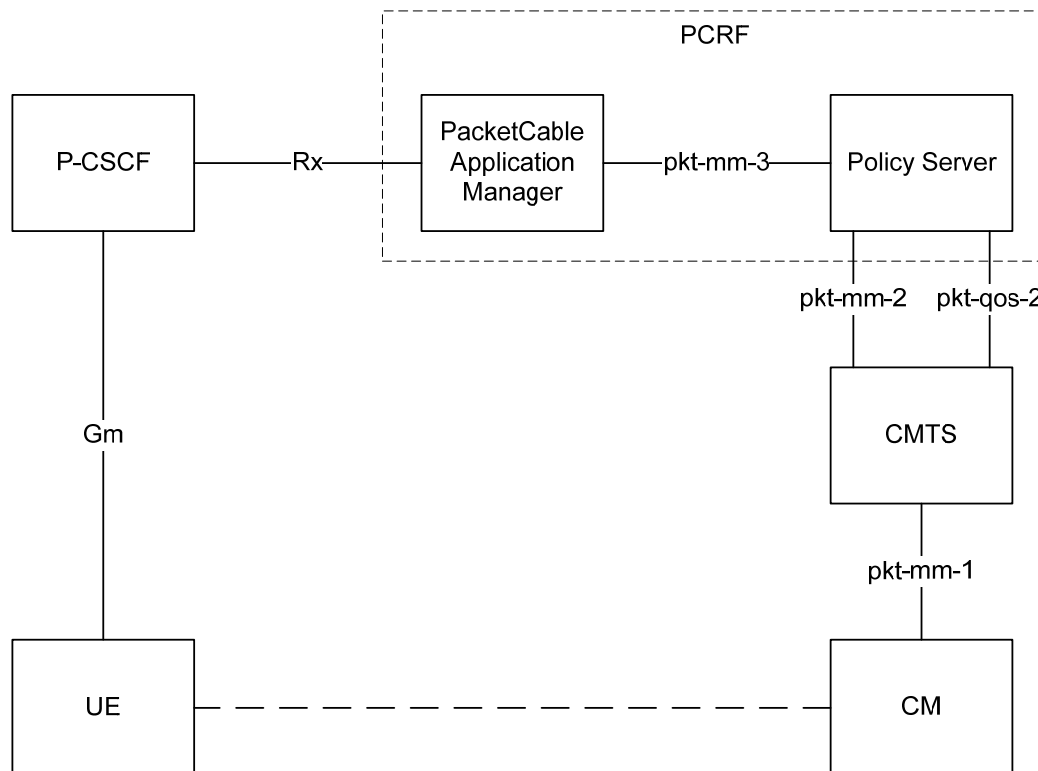 PCRF
P-CSCF
Rx
PacketCable
Application
Manager
pkt-mm-3
Policy Server
pkt-mm-2
pkt-qos-2
Gm
CMTS
pkt-mm-1
UE
CM